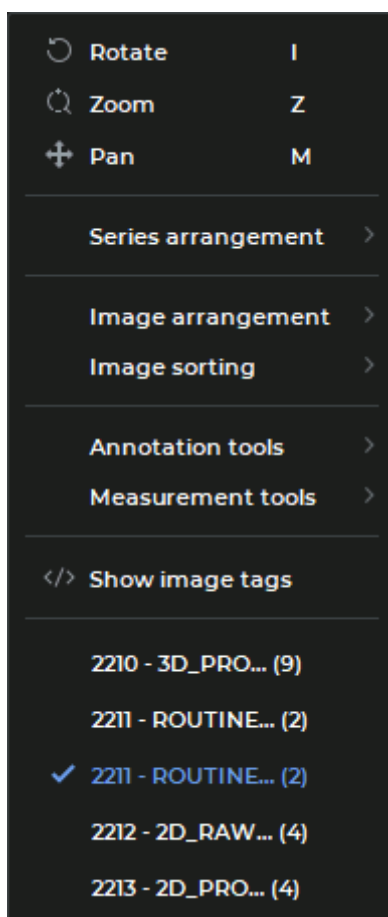 Rotate I
Zoom Z
Pan M
Series arrangement
Image arrangement
Image sorting
Annotation tools
Measurement tools
</> Show image tags
2210 - 3D_PRO... (9)
2211 - ROUTINE... (2)
2211 - ROUTINE... (2)
2212 - 2D_RAW... (4)
2213 - 2D_PRO... (4)